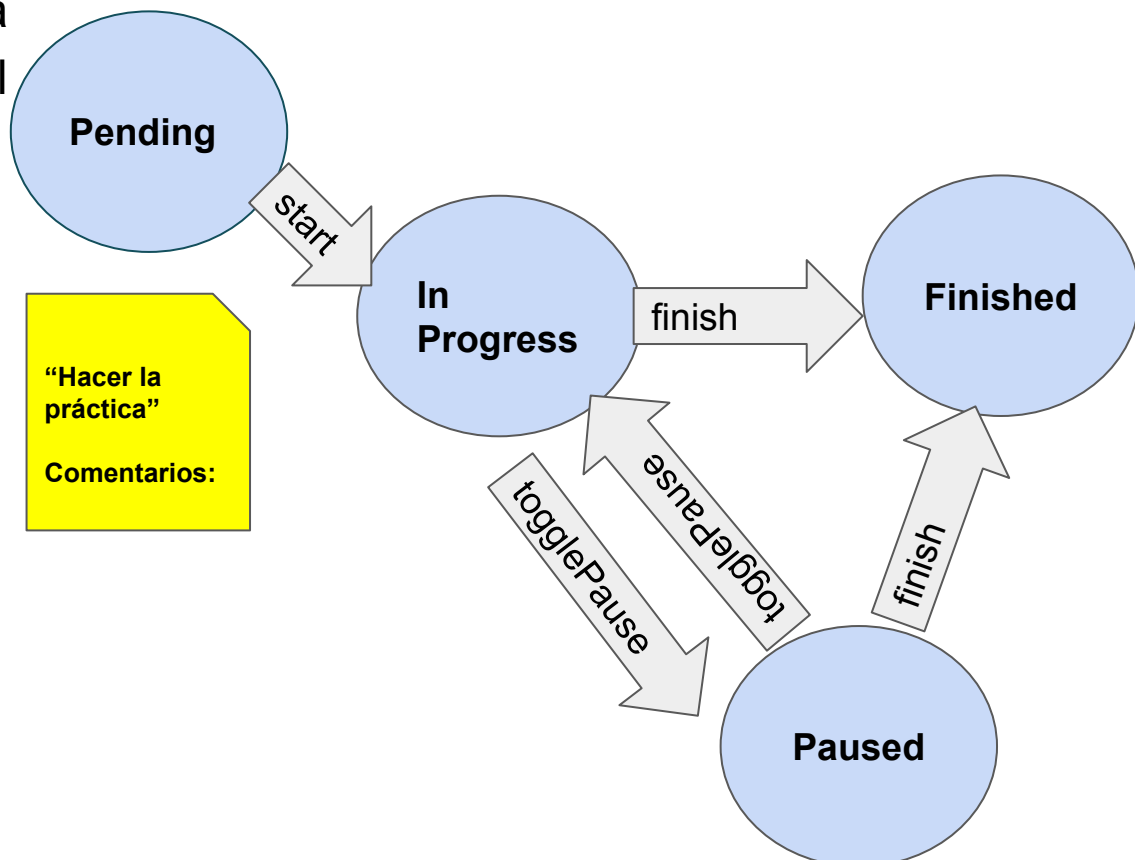 a
l
Pending
start
In
Progress
finish
Finished
“Hacer la
práctica”
Comentarios:
togglePause
togglePause
finish
Paused